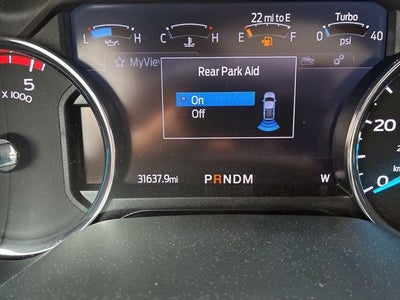 22 mi to E Turbo
L H C H E F 0 40
psi
MyView
Rear Park Aid
On
Off
5
x 1000
20
0
31637.9mi PRNDM W